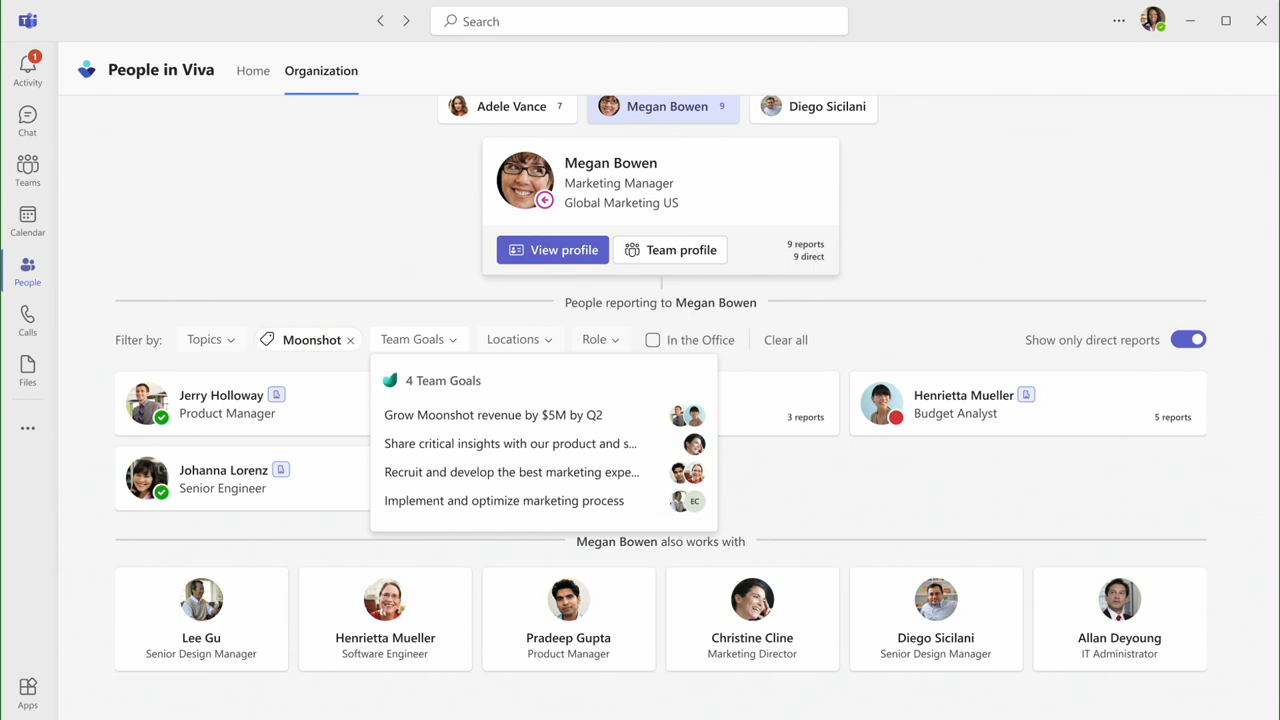 Search
1
Activity
Chat
Teams
Calendar
People
Calls
Files
Apps
People in Viva
Home
Organization
Adele Vance 7
Megan Bowen 9
Diego Sicilani
Megan Bowen
Marketing Manager
Global Marketing US
View profile
Team profile
9 reports
9 direct
People reporting to Megan Bowen
Filter by:
Topics
Moonshot
Team Goals
Locations
Role
In the Office
Clear all
Show only direct reports
4 Team Goals
Grow Moonshot revenue by $5M by Q2
Share critical insights with our product and s...
Recruit and develop the best marketing expe...
Implement and optimize marketing process
EC
Jerry Holloway
Product Manager
3 reports
Henrietta Mueller
Budget Analyst
5 reports
Johanna Lorenz
Senior Engineer
Megan Bowen also works with
Lee Gu
Senior Design Manager
Henrietta Mueller
Software Engineer
Pradeep Gupta
Product Manager
Christine Cline
Marketing Director
Diego Sicilani
Senior Design Manager
Allan Deyoung
IT Administrator